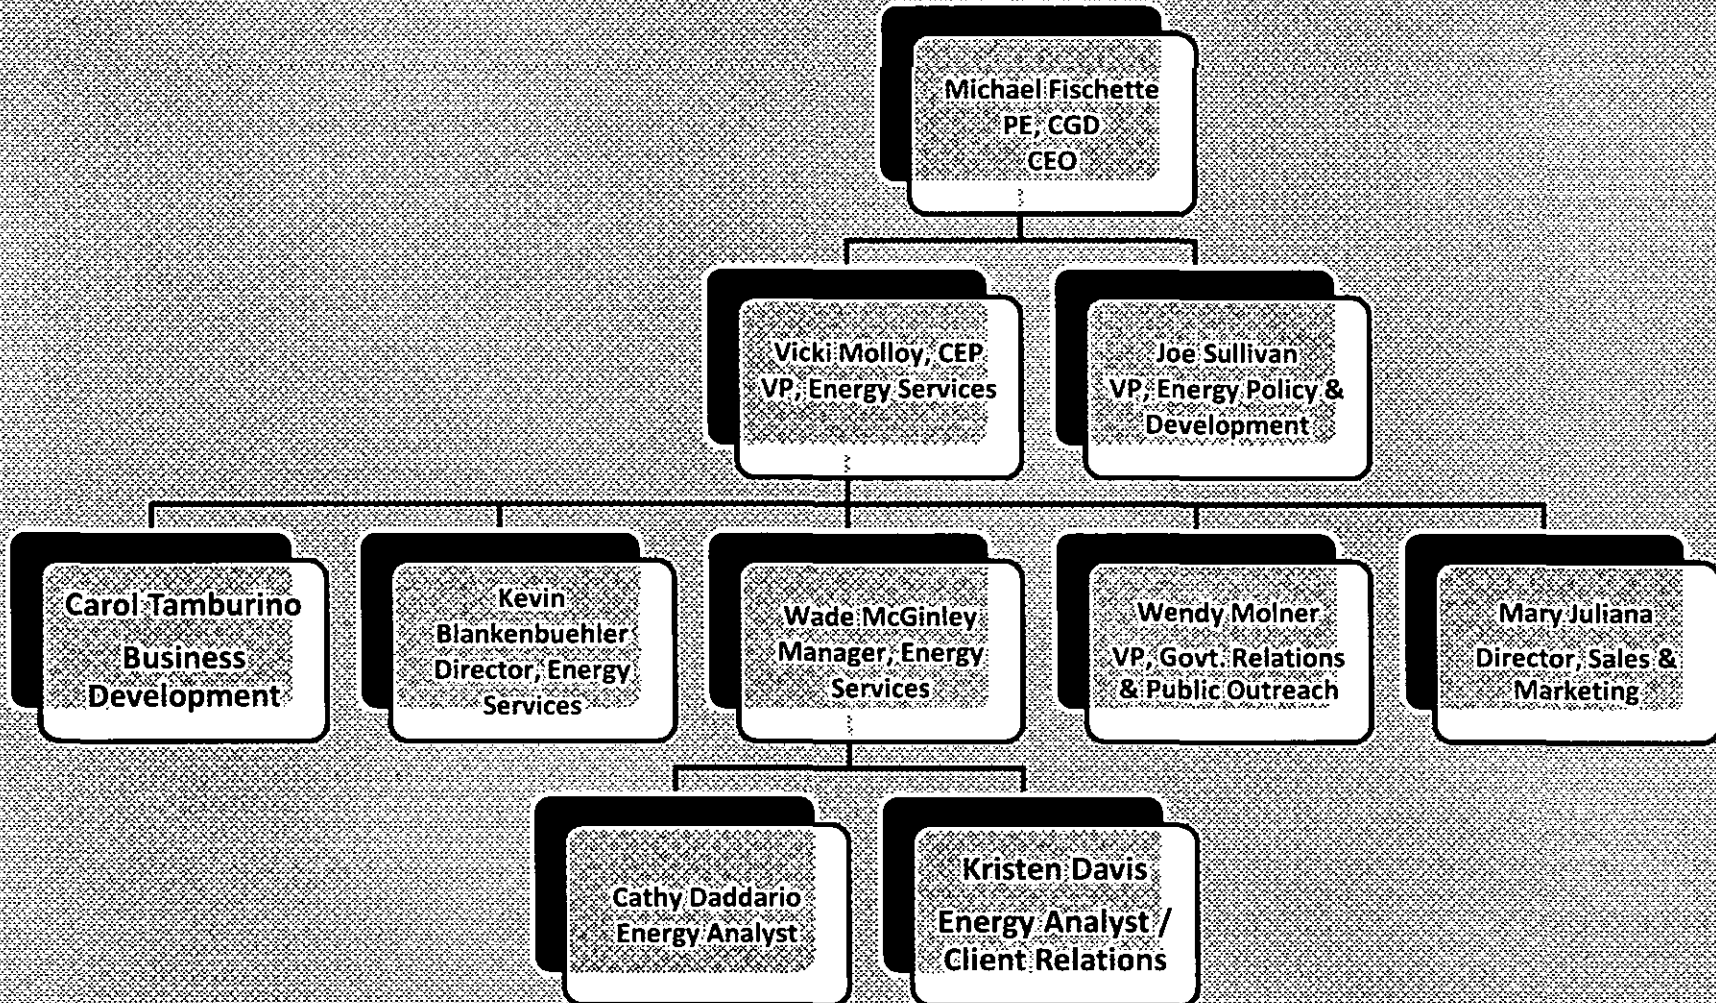 Michael Fischette
PE, CGD
CEO
Vicki Molloy, CEP
VP, Energy Services
Joe Sullivan
VP, Energy Policy &
Development
Carol Tamburino
Business
Development
Kevin
Blankenbuehler
Director, Energy
Services
Wade McGinley
Manager, Energy
Services
Wendy Molner
VP, Govt. Relations
& Public Outreach
Mary Juliana
Director, Sales &
Marketing
Cathy Daddario
Energy Analyst
Kristen Davis
Energy Analyst /
Client Relations